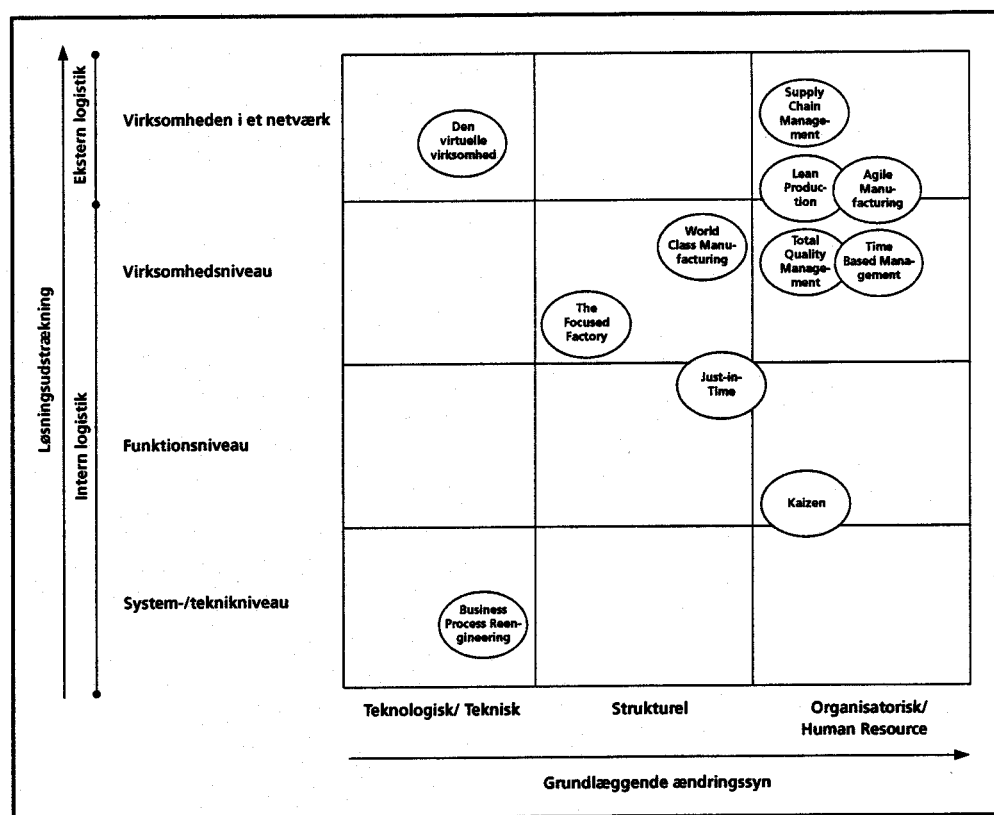 Løsningsudstrækning
Ekstern logistik
Intern logistik
Virksomheden i et netværk
Den
virtuelle
virksomhed
Supply
Chain
Manage-
ment
Lean
Produc-
tion
Agile
Manu-
facturing
Virksomhedsniveau
World
Class Manu-
facturing
Total
Quality
Manage-
ment
Time
Based Mana-
gement
The
Focused
Factory
Just-in-
Time
Funktionsniveau
Kaizen
System-/teknikniveau
Business
Process Reen-
gineering
Teknologisk/ Teknisk
Strukturel
Organisatorisk/
Human Resource
Grundlæggende ændringssyn